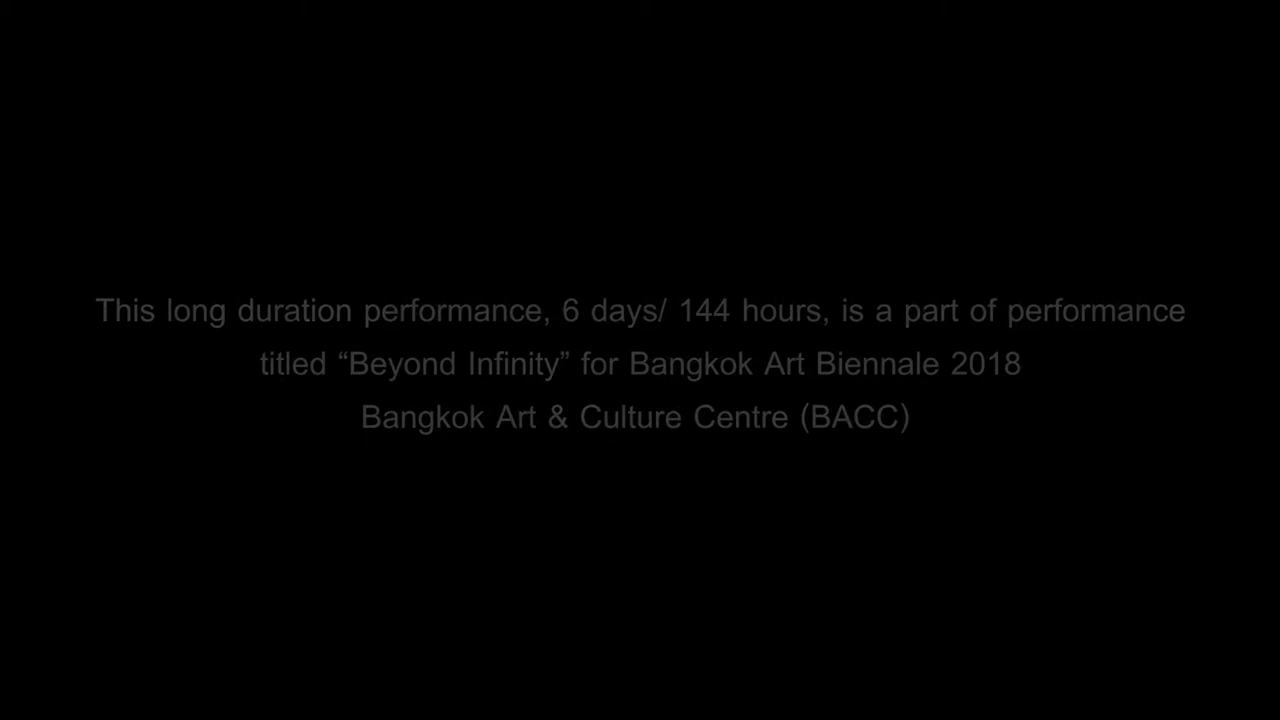 This long duration performance, 6 days/ 144 hours, is a part of performance
titled “Beyond Infinity” for Bangkok Art Biennale 2018
Bangkok Art & Culture Centre (BACC)